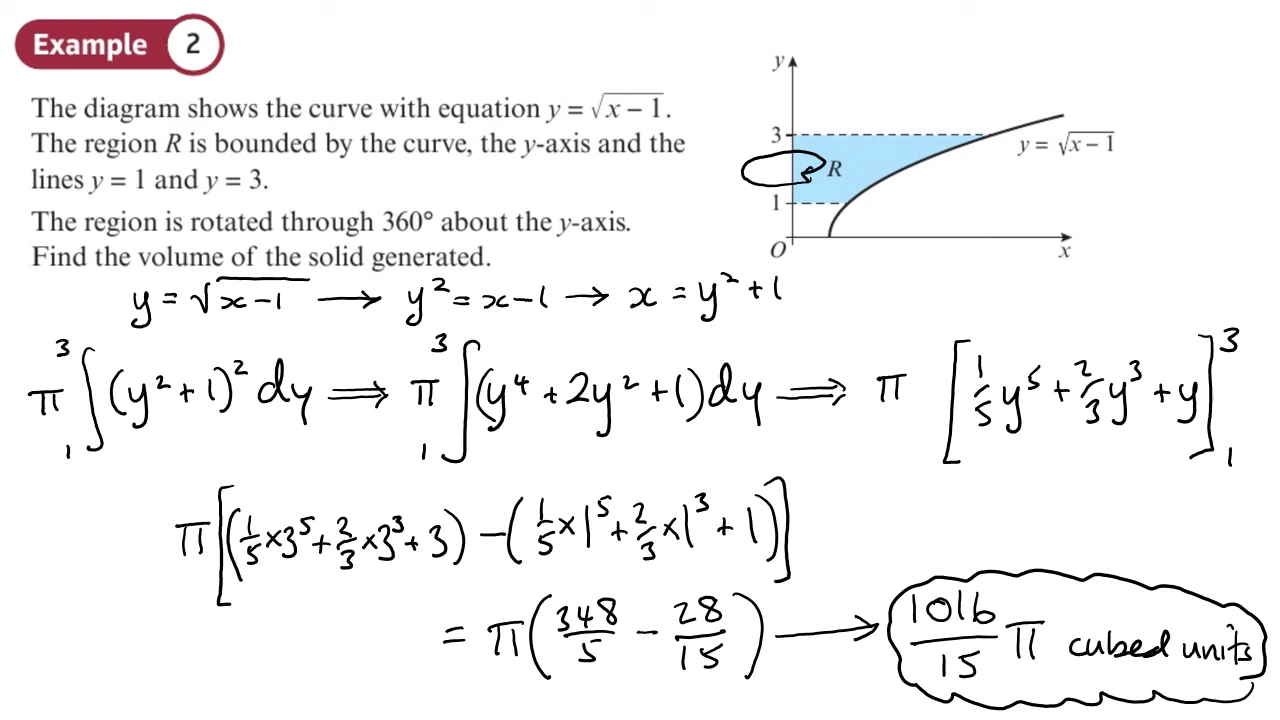 Example 2
The diagram shows the curve with equation y = √(x − 1).
The region R is bounded by the curve, the y-axis and the
lines y = 1 and y = 3.
The region is rotated through 360° about the y-axis.
Find the volume of the solid generated.
y
3
R
1
O
x
y = √(x − 1)
y = √(x−1) → y² = x−1 → x = y² + 1
π ∫₁³ (y² + 1)² dy ⟹ π ∫₁³ (y⁴ + 2y² + 1) dy ⟹ π [1/5 y⁵ + 2/3 y³ + y]₁³
π [(1/5 × 3⁵ + 2/3 × 3³ + 3) − (1/5 × 1⁵ + 2/3 × 1³ + 1)]
= π (348/5 − 28/15) → 1016/15 π cubed units